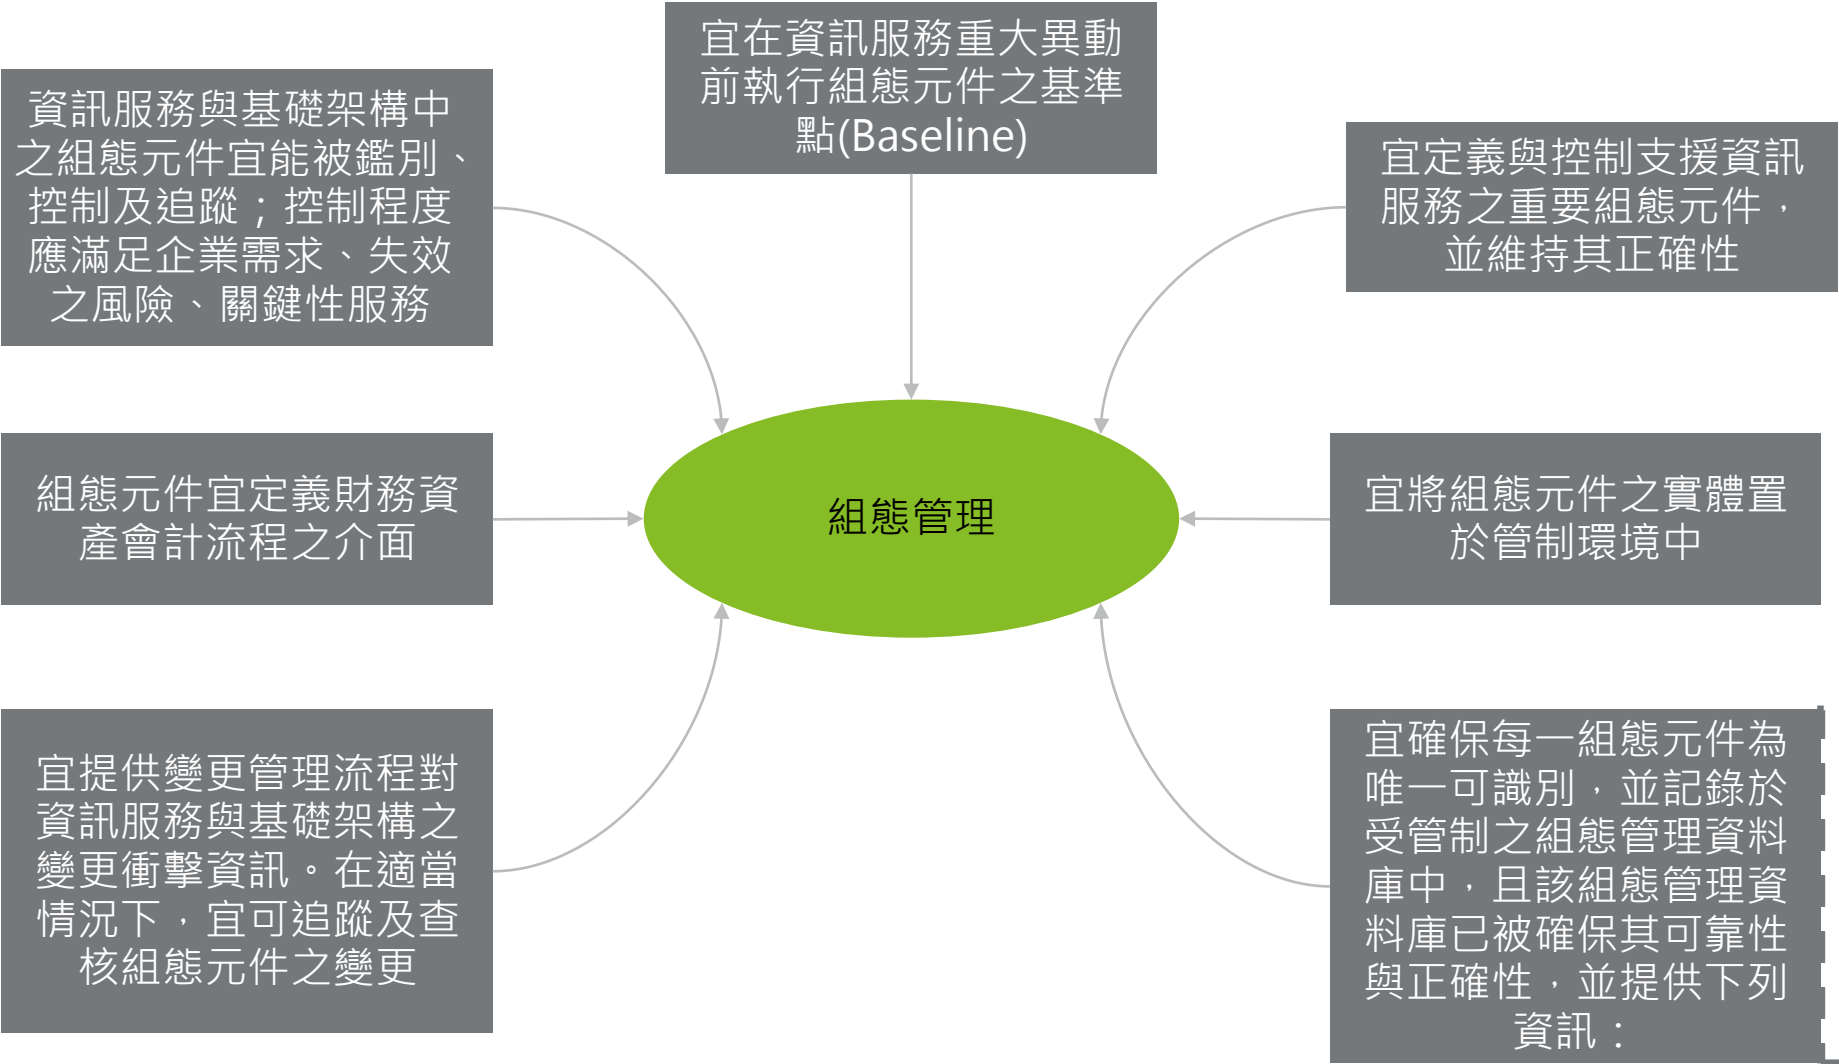 宜在資訊服務重大異動
前執行組態元件之基準
點(Baseline)
資訊服務與基礎架構中
之組態元件宜能被鑑別、
控制及追蹤；控制程度
應滿足企業需求、失效
之風險、關鍵性服務
宜定義與控制支援資訊
服務之重要組態元件，
並維持其正確性
組態元件宜定義財務資
產會計流程之介面
組態管理
宜將組態元件之實體置
於管制環境中
宜提供變更管理流程對
資訊服務與基礎架構之
變更衝擊資訊。在適當
情況下，宜可追蹤及查
核組態元件之變更
宜確保每一組態元件為
唯一可識別，並記錄於
受管制之組態管理資料
庫中，且該組態管理資
料庫已被確保其可靠性
與正確性，並提供下列
資訊：